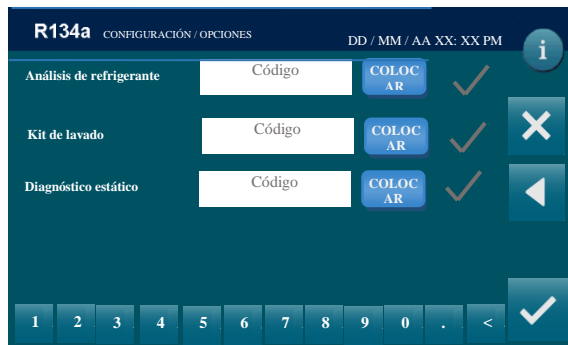 R134a CONFIGURACIÓN / OPCIONES DD / MM / AA XX: XX PM
i
Análisis de refrigerante Código COLOC
AR
Kit de lavado Código COLOC
AR
Diagnóstico estático Código COLOC
AR
1 2 3 4 5 6 7 8 9 0 . <